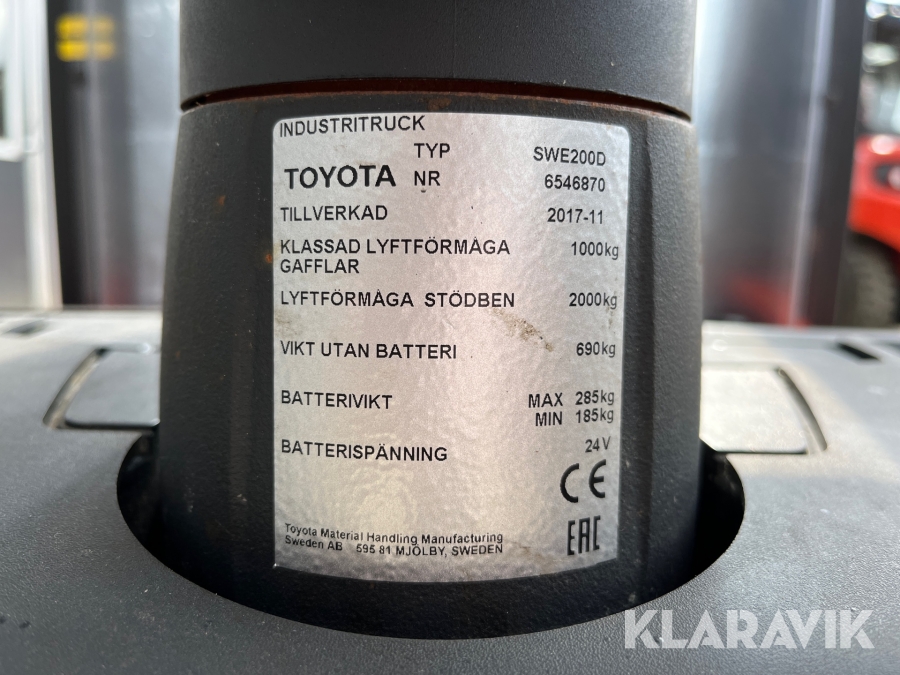 INDUSTRITRUCK
TYP SWE200D
TOYOTA NR 6546870
TILLVERKAD 2017-11
KLASSAD LYFTFÖRMÅGA 1000kg
GAFFLAR
LYFTFÖRMÅGA STÖDBEN 2000kg
VIKT UTAN BATTERI 690kg
BATTERIVIKT MAX 285kg
MIN 185kg
BATTERISPÄNNING 24V
CE
Toyota Material Handling Manufacturing
Sweden AB 595 81 MJÖLBY, SWEDEN
EAC
KLARAVIK